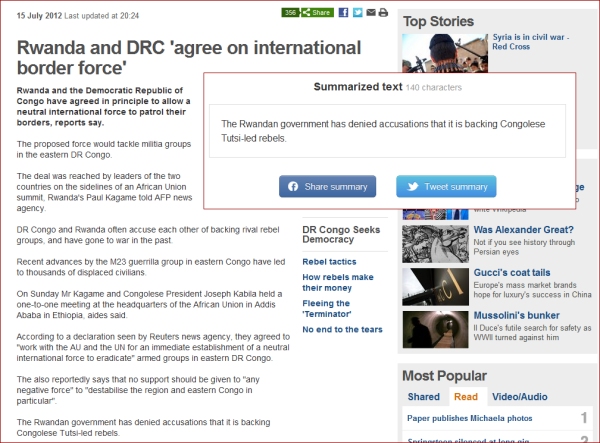 15 July 2012 Last updated at 20:24
356 Share
Rwanda and DRC 'agree on international
border force'
Rwanda and the Democratic Republic of
Congo have agreed in principle to allow a
neutral international force to patrol their
borders, reports say.
The proposed force would tackle militia groups
in the eastern DR Congo.
The deal was reached by leaders of the two
countries on the sidelines of an African Union
summit, Rwanda's Paul Kagame told AFP news
agency.
DR Congo and Rwanda often accuse each other of backing rival rebel
groups, and have gone to war in the past.
Recent advances by the M23 guerrilla group in eastern Congo have led
to thousands of displaced civilians.
On Sunday Mr Kagame and Congolese President Joseph Kabila held a
one-to-one meeting at the headquarters of the African Union in Addis
Ababa in Ethiopia, aides said.
According to a declaration seen by Reuters news agency, they agreed to
"work with the AU and the UN for an immediate establishment of a neutral
international force to eradicate" armed groups in eastern DR Congo.
The also reportedly says that no support should be given to "any
negative force" to "destabilise the region and eastern Congo in
particular".
The Rwandan government has denied accusations that it is backing
Congolese Tutsi-led rebels.
Summarized text 140 characters
The Rwandan government has denied accusations that it is backing Congolese
Tutsi-led rebels.
Share summary
Tweet summary
DR Congo Seeks
Democracy
Rebel tactics
How rebels make
their money
Fleeing the
'Terminator'
No end to the tears
Top Stories
Syria is in civil war -
Red Cross
write Wikipedia
Was Alexander Great?
Not if you see history through
Persian eyes
Gucci's coat tails
Europe's mass market brands
hope for luxury's success in China
Mussolini's bunker
Il Duce's futile search for safety as
WWII turned against him
Most Popular
Shared Read Video/Audio
Paper publishes Michaela photos 1